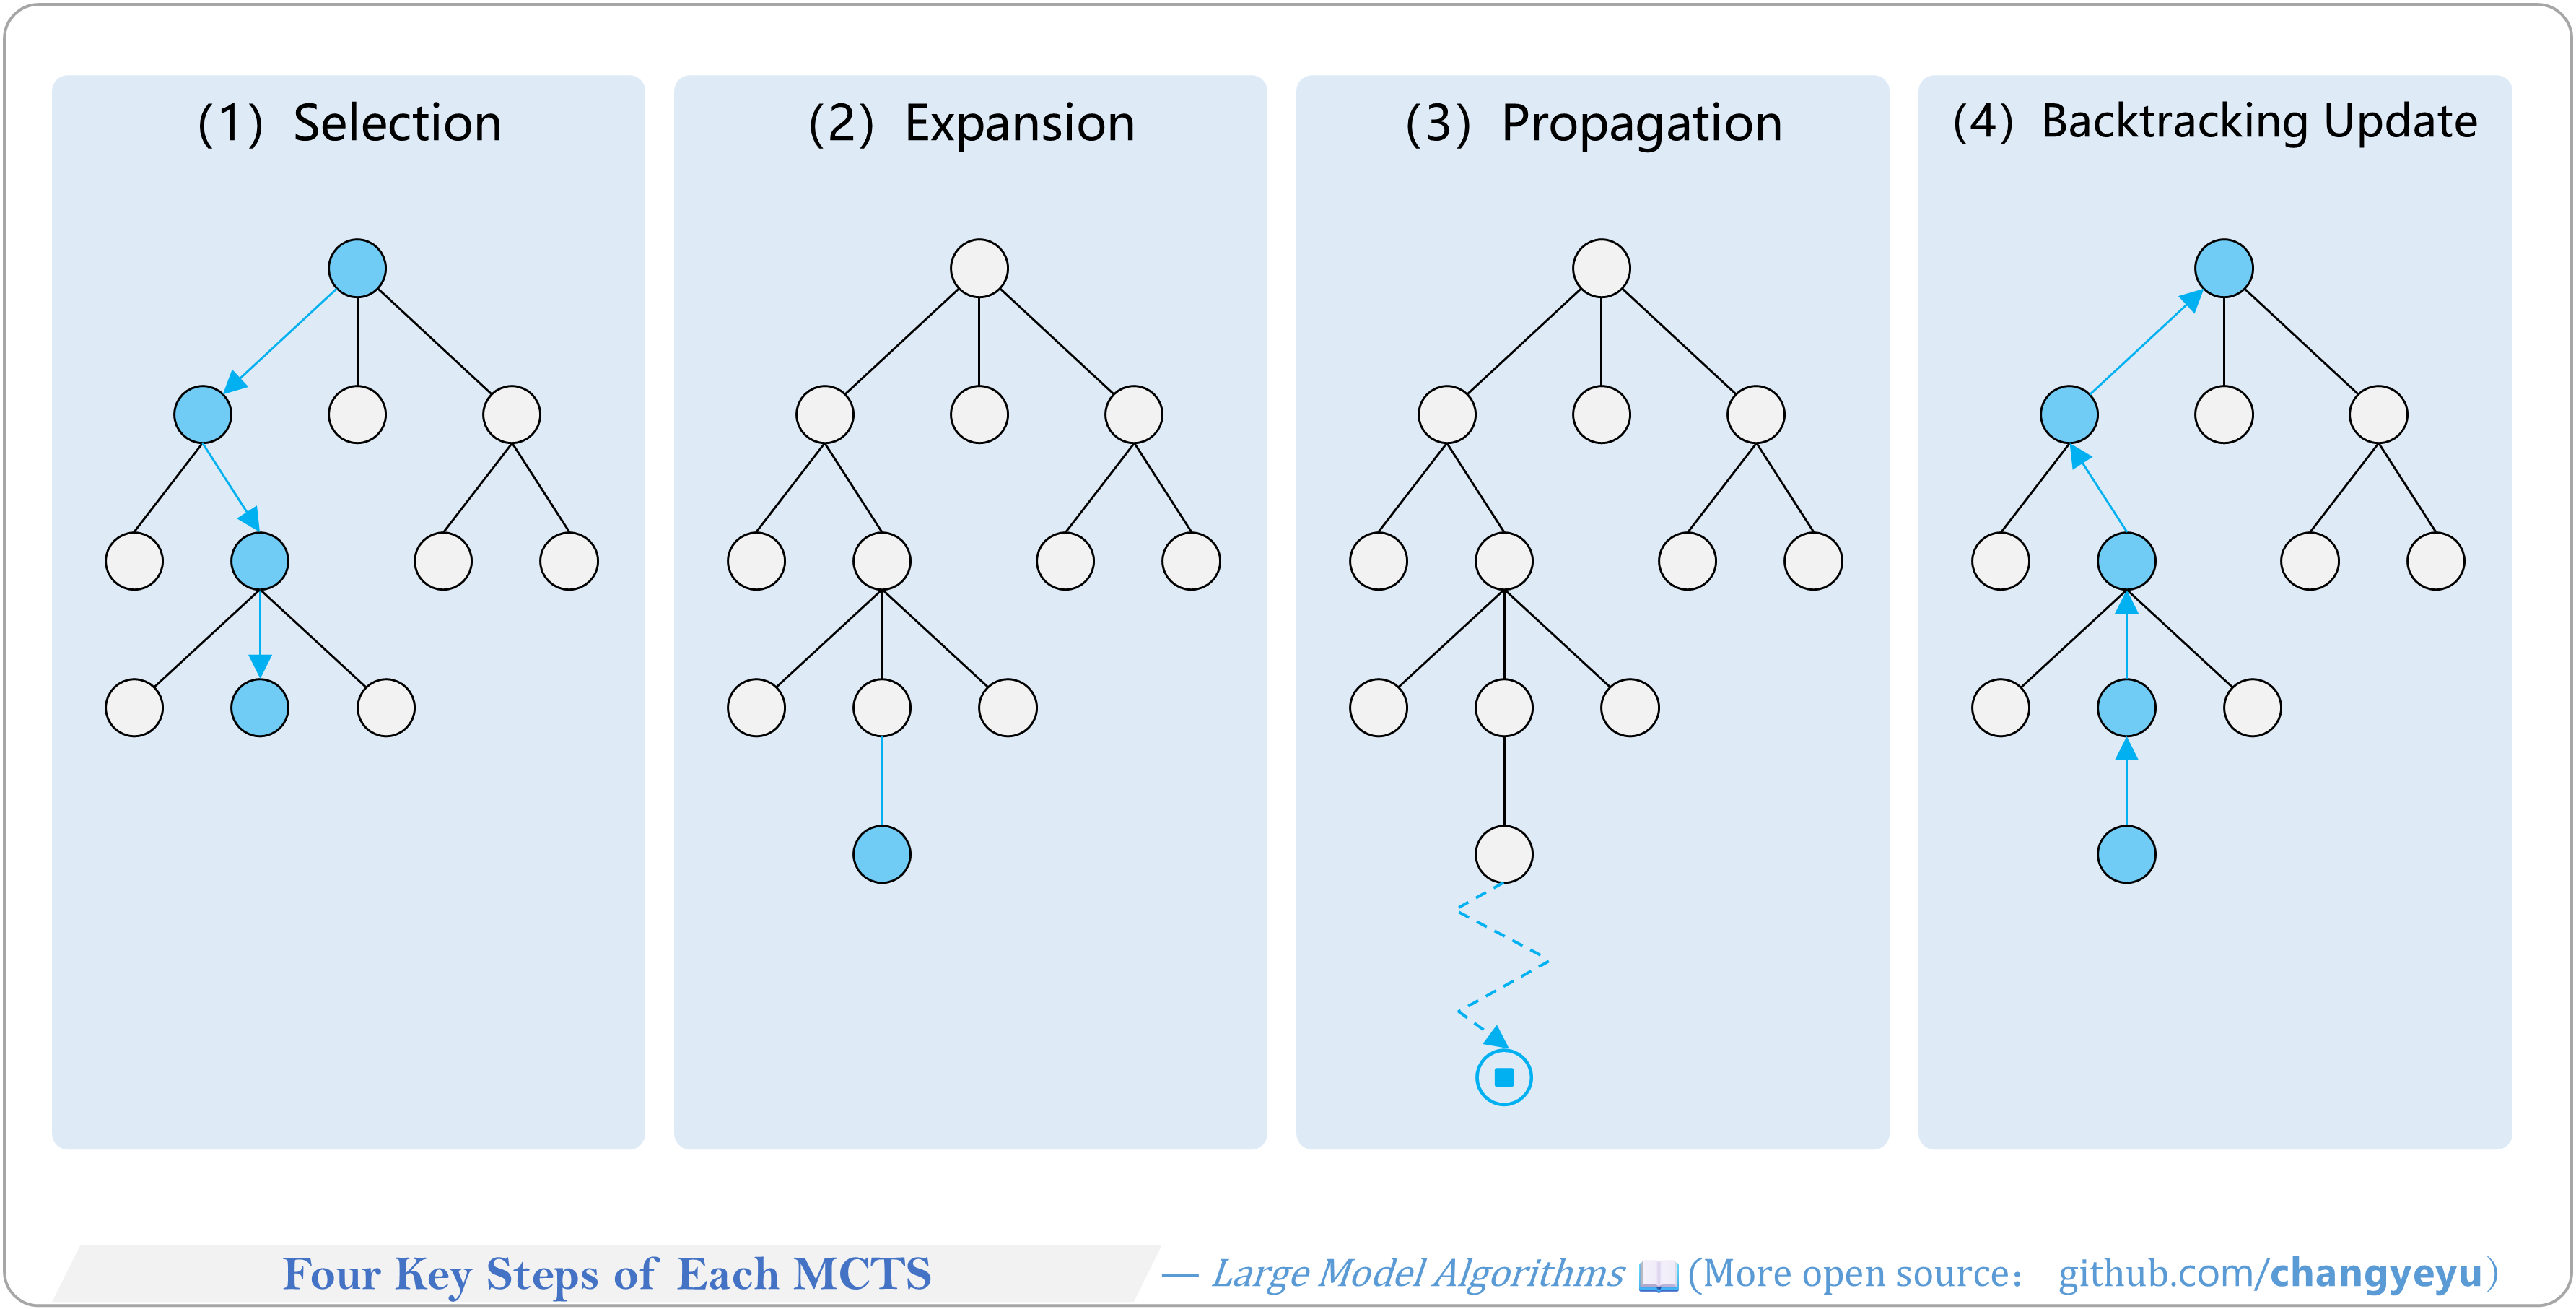 （1）Selection
（2）Expansion
（3）Propagation
（4）Backtracking Update
Four Key Steps of Each MCTS
— Large Model Algorithms 📖 (More open source： github.com/changyeyu)